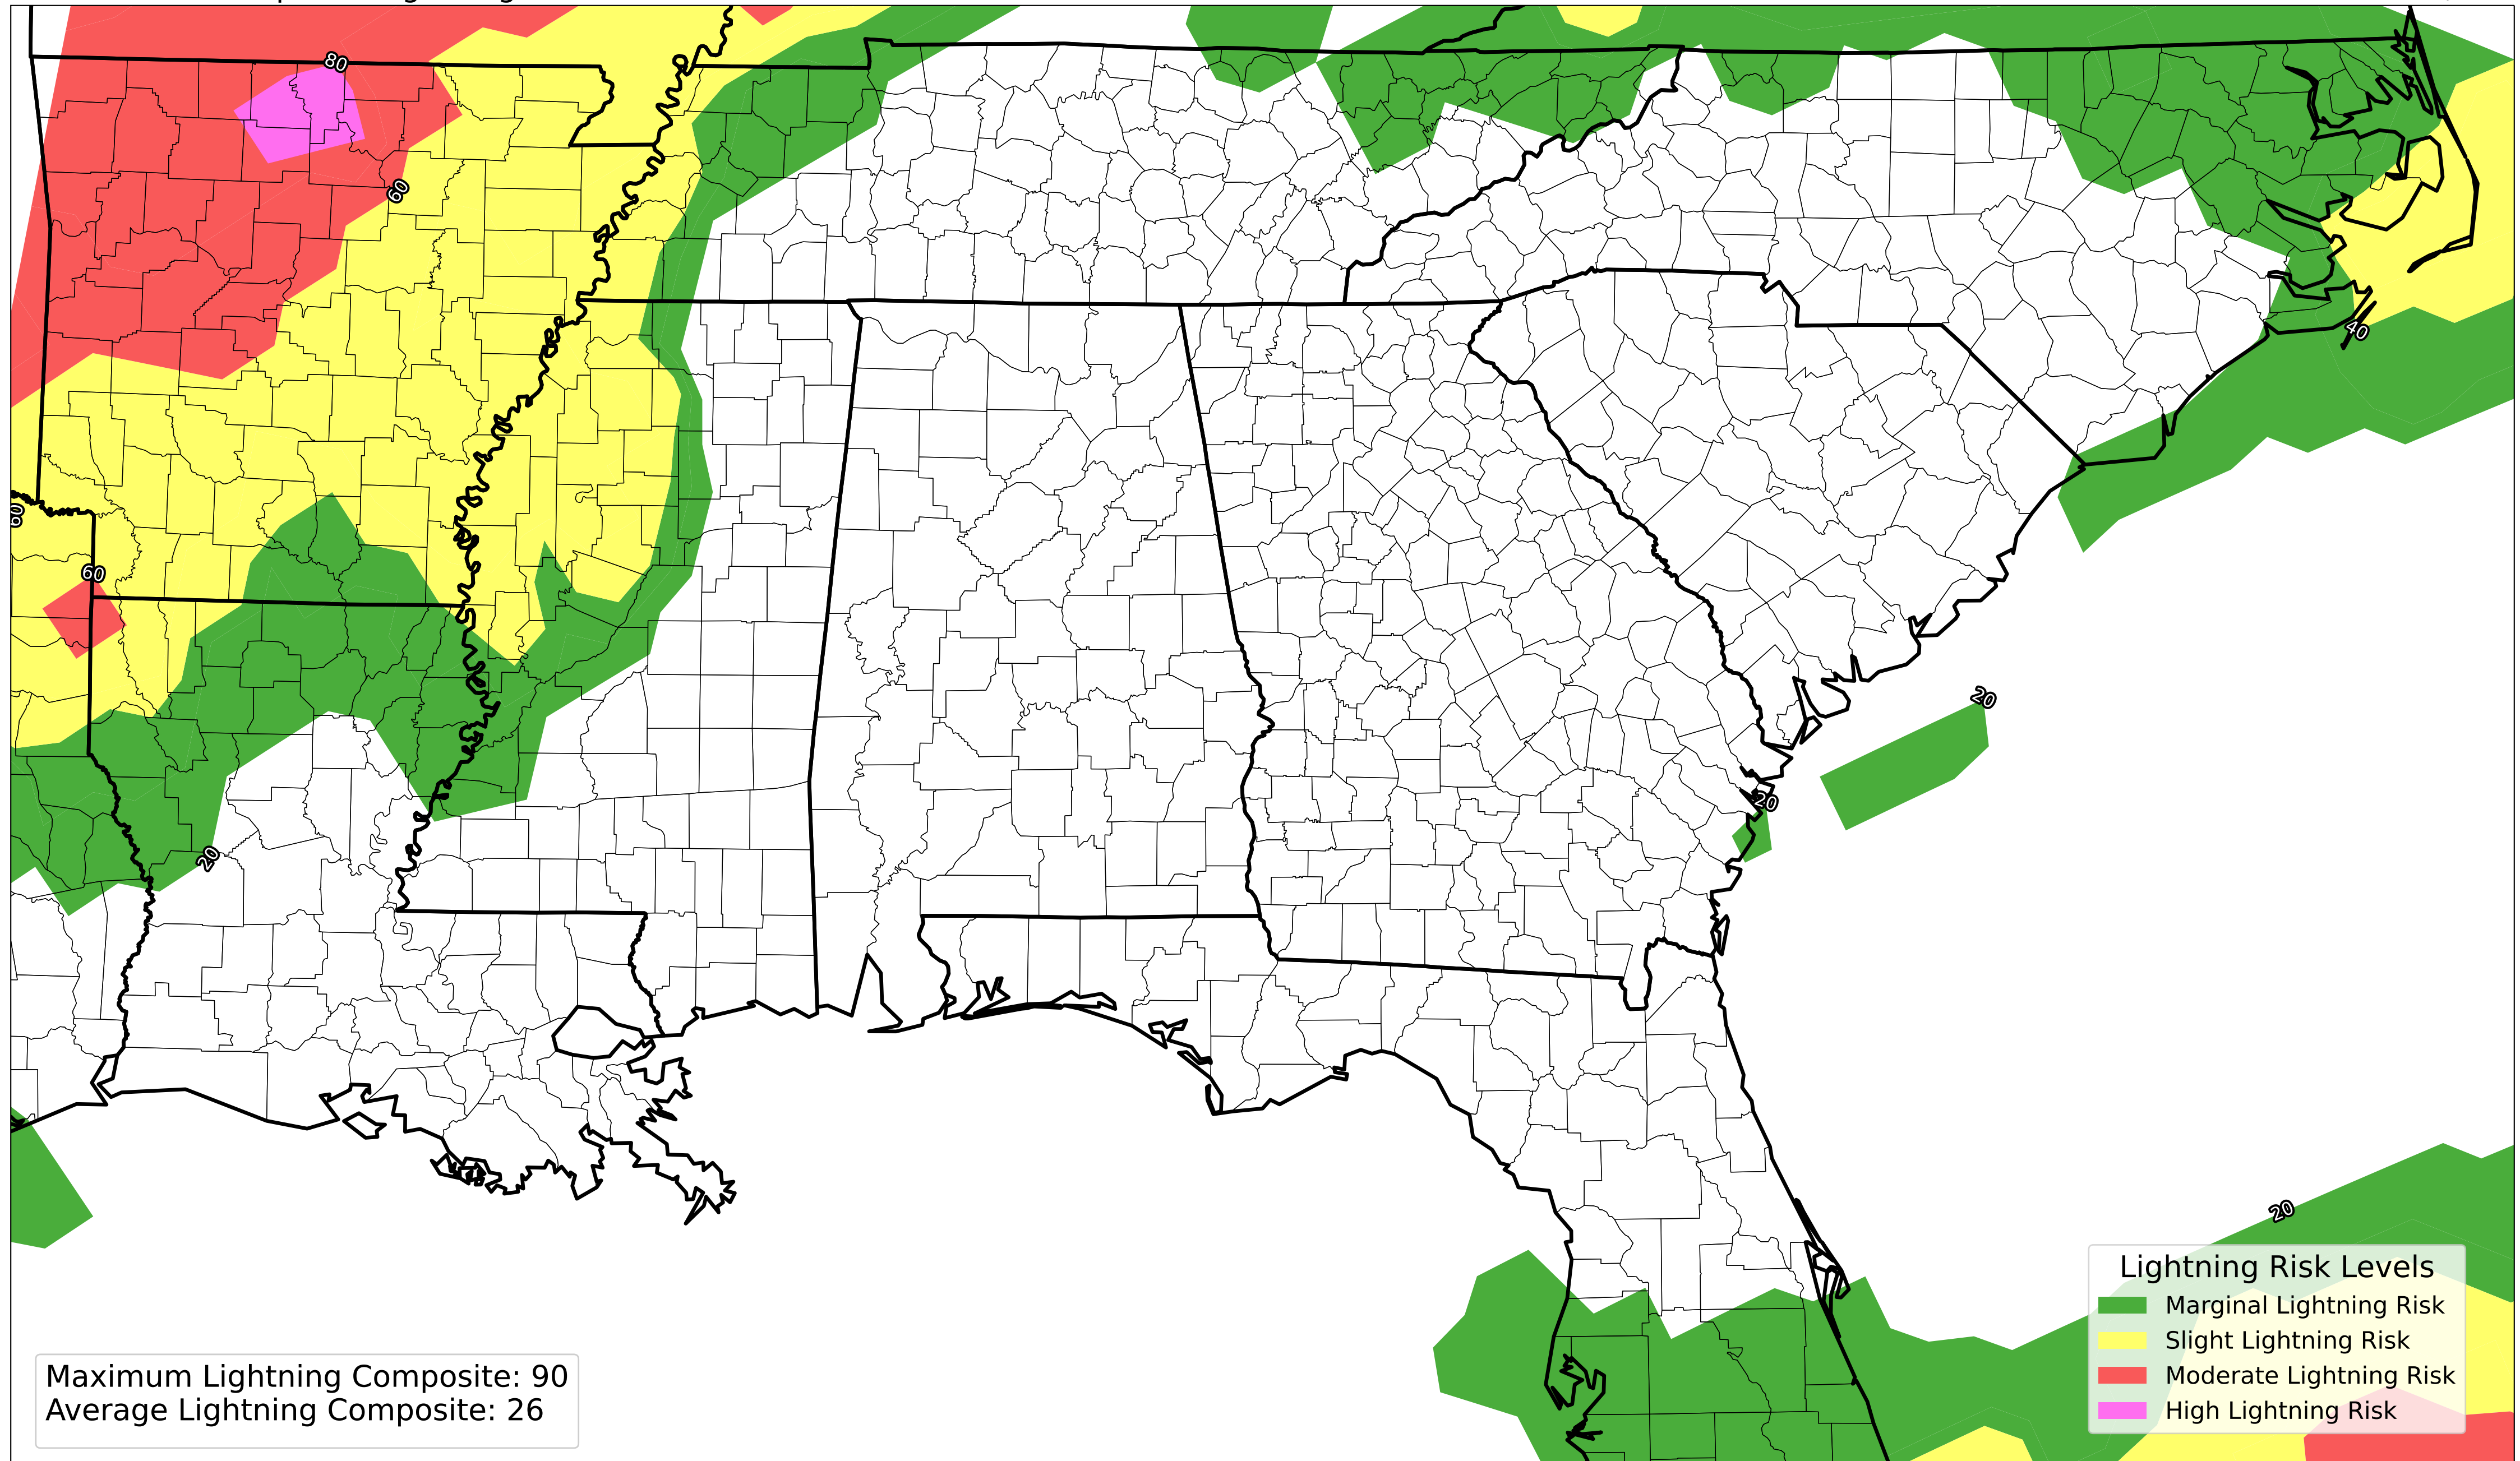 80
60
40
60
60
20
20
20
20
Lightning Risk Levels
Marginal Lightning Risk
Slight Lightning Risk
Moderate Lightning Risk
High Lightning Risk
Maximum Lightning Composite: 90
Average Lightning Composite: 26